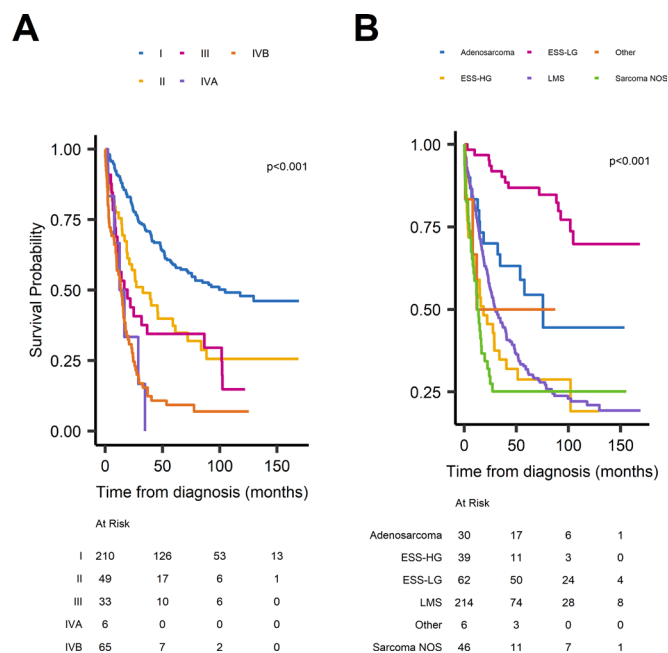 A
I III IVB
II IVA
1.00
p<0.001
0.75
0.50
0.25
0.00
Survival Probability
0 50 100 150
Time from diagnosis (months)
At Risk
I 210 126 53 13
II 49 17 6 1
III 33 10 6 0
IVA 6 0 0 0
IVB 65 7 2 0
B
Adenosarcoma ESS-LG Other
ESS-HG LMS Sarcoma NOS
1.00
p<0.001
0.75
0.50
0.25
0 50 100 150
Time from diagnosis (months)
At Risk
Adenosarcoma 30 17 6 1
ESS-HG 39 11 3 0
ESS-LG 62 50 24 4
LMS 214 74 28 8
Other 6 3 0 0
Sarcoma NOS 46 11 7 1